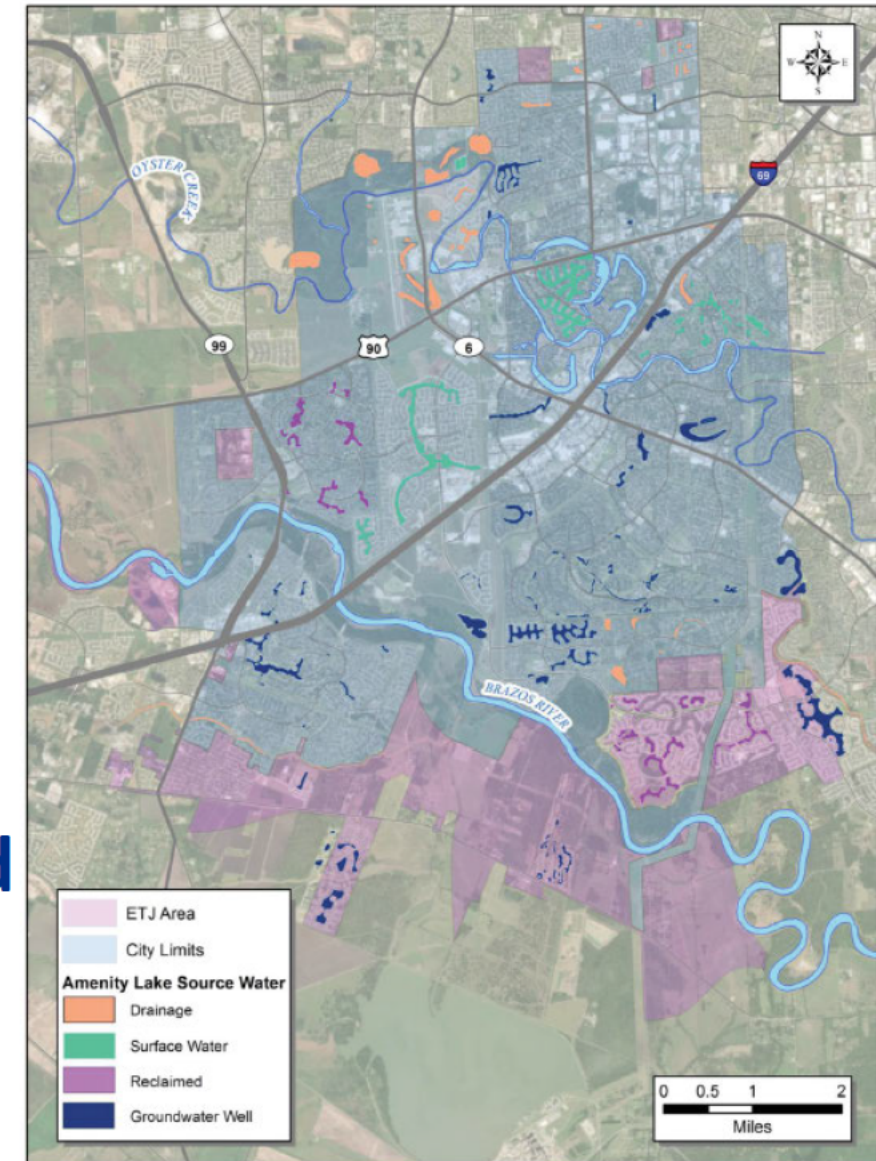 N
W E
S
69
OYSTER CREEK
99
90
6
BRAZOS RIVER
d
ETJ Area
City Limits
Amenity Lake Source Water
Drainage
Surface Water
Reclaimed
Groundwater Well
0 0.5 1 2
Miles